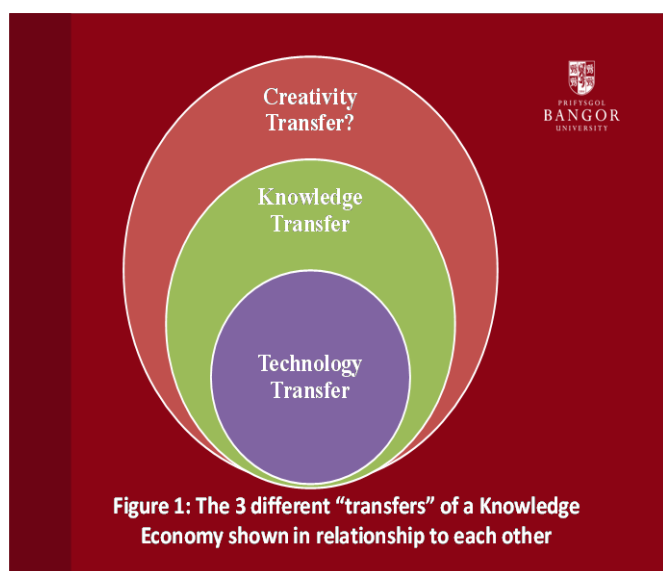 Creativity
Transfer?
PRIFYSGOL
BANGOR
UNIVERSITY
Knowledge
Transfer
Technology
Transfer
Figure 1: The 3 different “transfers” of a Knowledge
Economy shown in relationship to each other